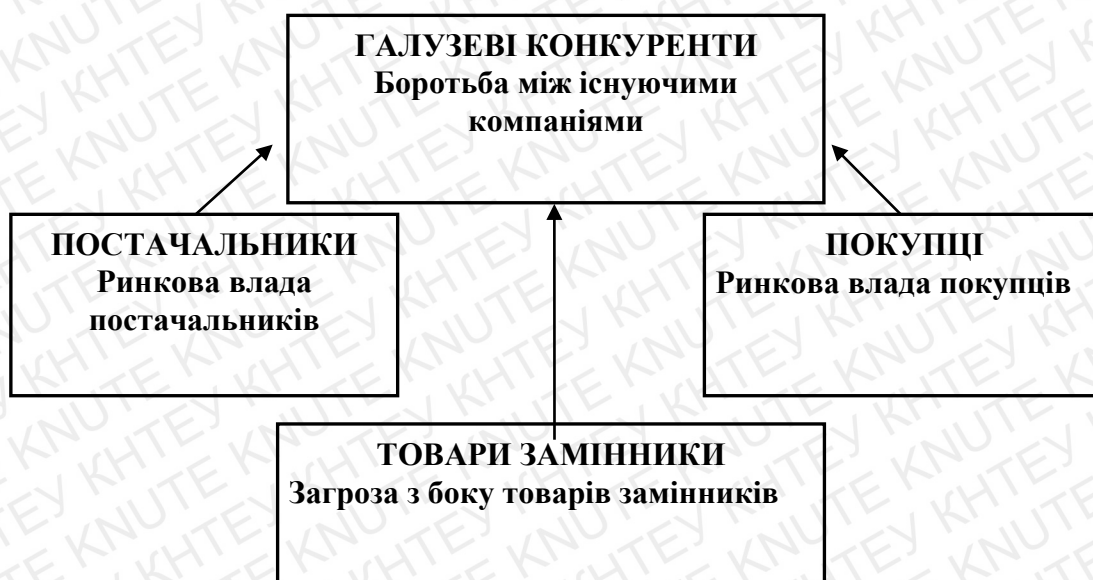 ГАЛУЗЕВІ КОНКУРЕНТИ
Боротьба між існуючими
компаніями
ПОСТАЧАЛЬНИКИ
Ринкова влада
постачальників
ПОКУПЦІ
Ринкова влада покупців
ТОВАРИ ЗАМІННИКИ
Загроза з боку товарів замінників